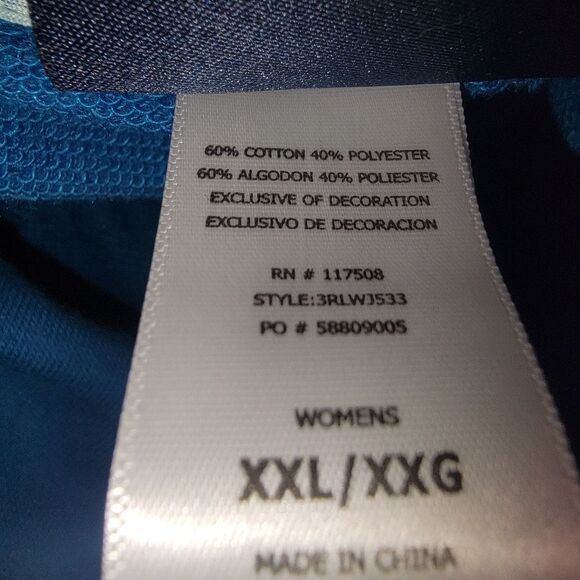 60% COTTON 40% POLYESTER
60% ALGODON 40% POLIESTER
EXCLUSIVE OF DECORATION
EXCLUSIVO DE DECORACION
RN # 117508
STYLE:3RLWJ533
PO # 58809005
WOMENS
XXL/XXG
MADE IN CHINA